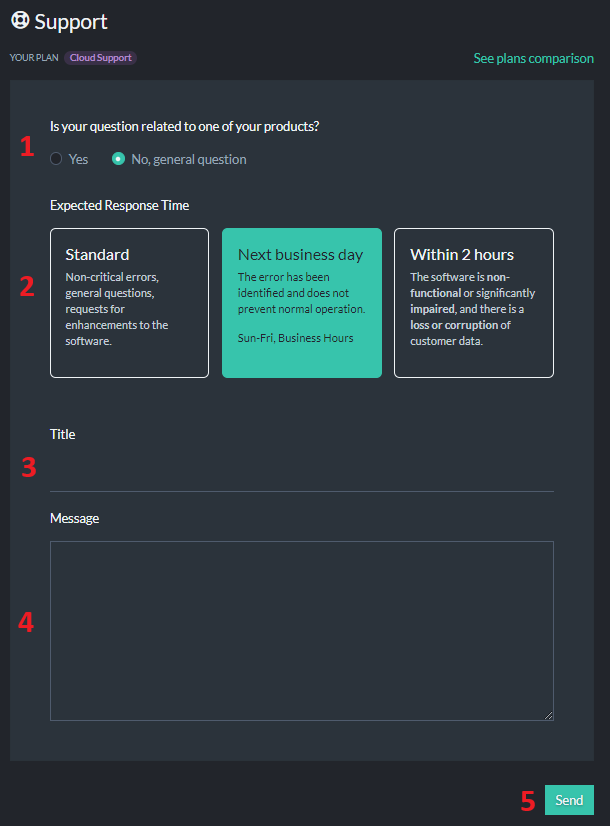 Support
YOUR PLAN Cloud Support
See plans comparison
1
Is your question related to one of your products?
Yes
No, general question
Expected Response Time
2
Standard
Non-critical errors,
general questions,
requests for
enhancements to the
software.
Next business day
The error has been
identified and does not
prevent normal operation.
Sun-Fri, Business Hours
Within 2 hours
The software is non-
functional or significantly
impaired, and there is a
loss or corruption of
customer data.
3
Title
Message
4
5
Send